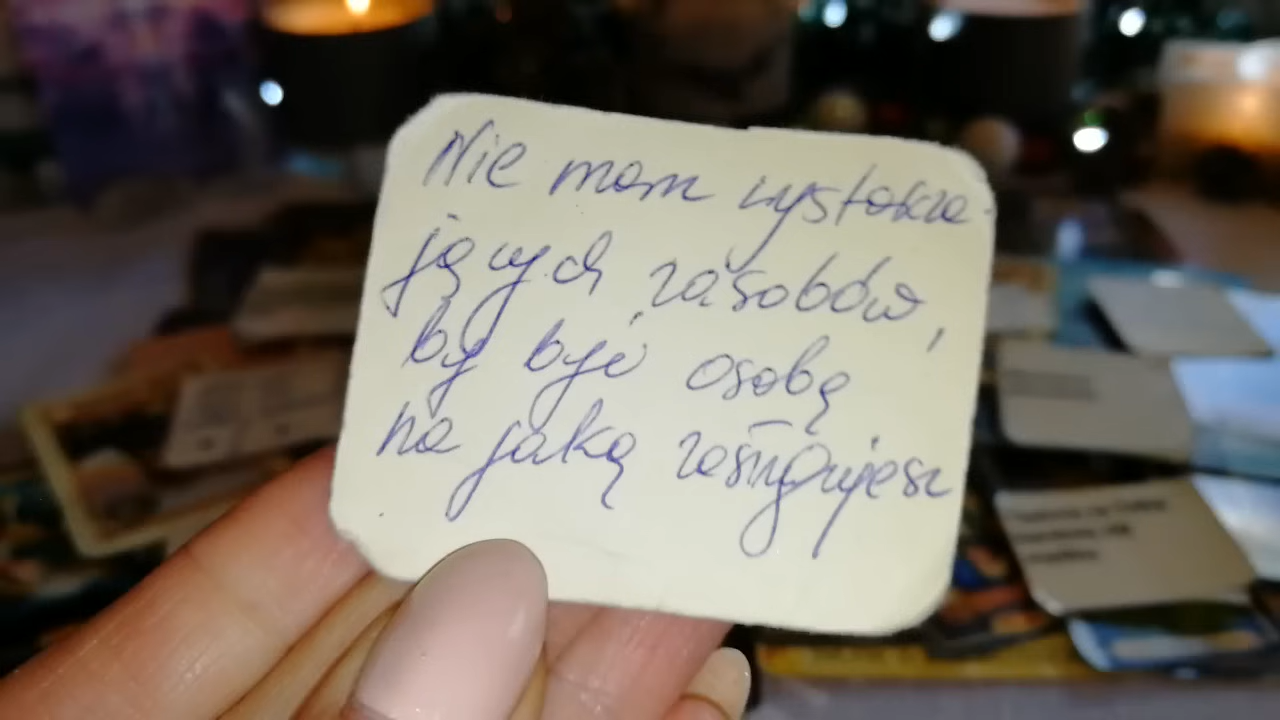 Nie mam wystarcza-
jących zasobów,
by być osobą
na jaką zasługujesz